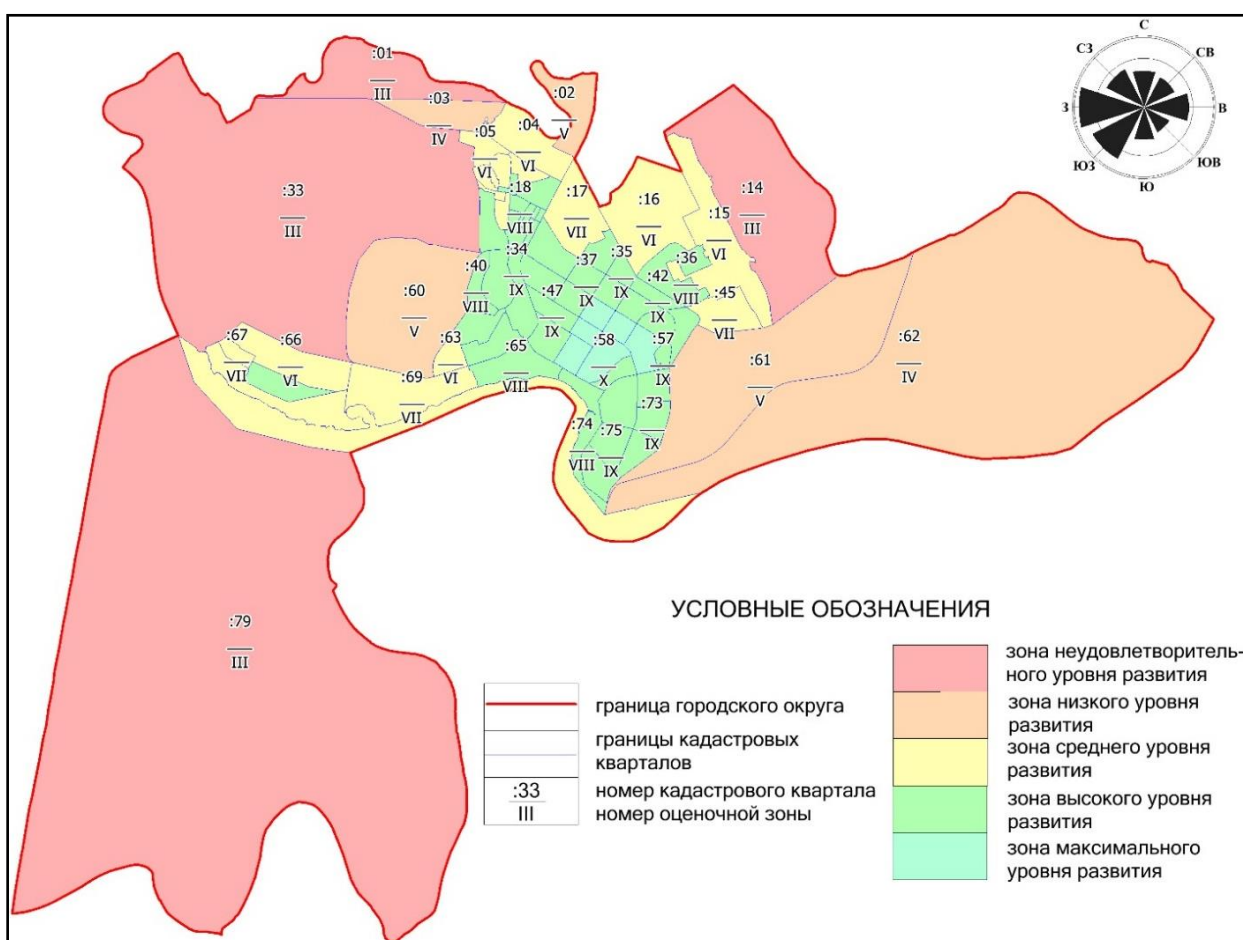 С
СЗ
СВ
З
В
ЮЗ
ЮВ
Ю
:01
III
:02
V
:03
IV
:04
VI
:05
VI
:33
III
:18
VIII
:17
VII
:16
VI
:15
VI
:14
III
:34
IX
:35
IX
:36
VIII
:37
IX
:40
VIII
:42
IX
:45
VII
:47
IX
:60
V
:63
VI
:65
VIII
:58
X
:57
IX
:61
V
:62
IV
:67
VII
:66
VI
:69
VII
:73
IX
:74
VIII
:75
IX
:79
III
УСЛОВНЫЕ ОБОЗНАЧЕНИЯ
граница городского округа
границы кадастровых
кварталов
:33
III
номер кадастрового квартала
номер оценочной зоны
зона неудовлетворитель-
ного уровня развития
зона низкого уровня
развития
зона среднего уровня
развития
зона высокого уровня
развития
зона максимального
уровня развития